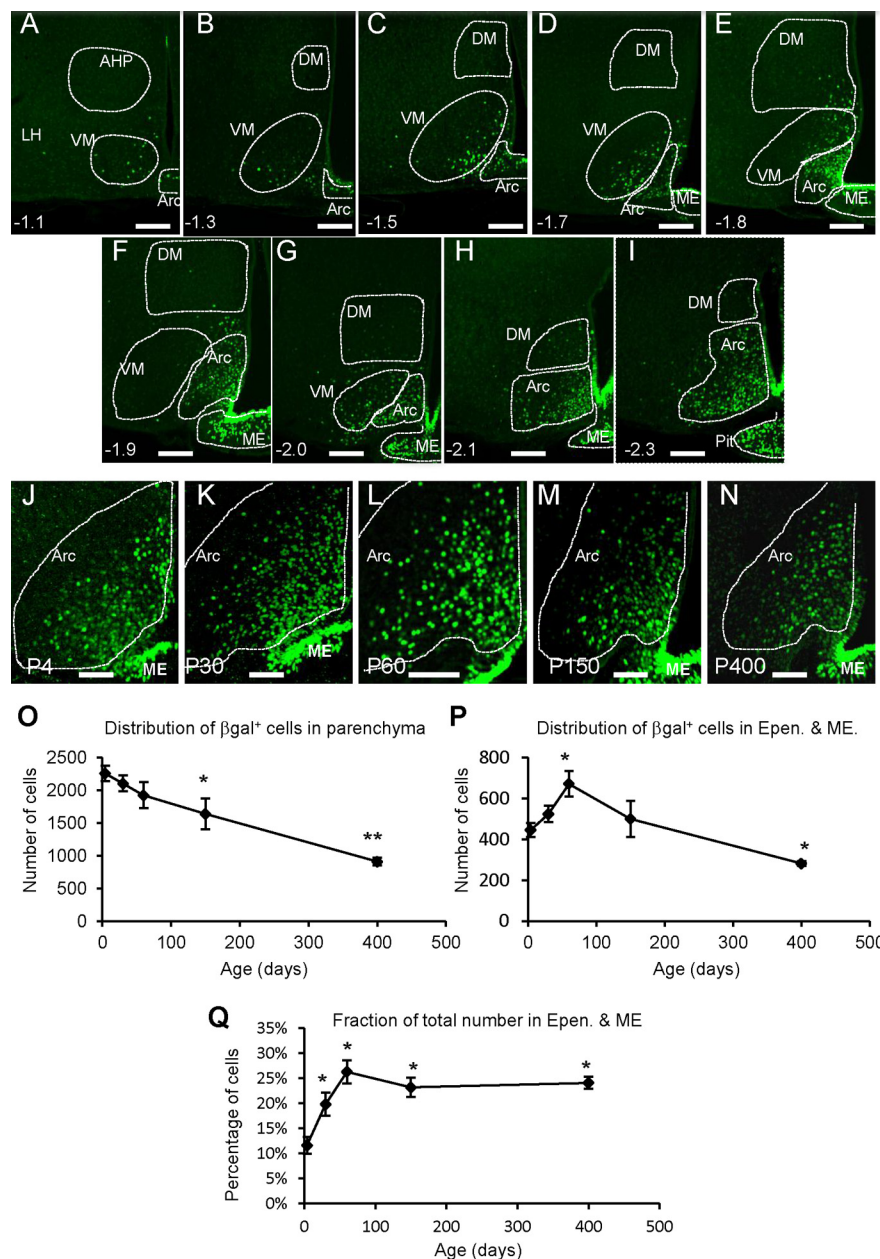 A
AHP
LH
VM
Arc
-1.1
B
DM
VM
Arc
-1.3
C
DM
VM
Arc
-1.5
D
DM
VM
Arc
-1.7
E
DM
VM
Arc
ME
-1.8
F
DM
VM
Arc
ME
-1.9
G
DM
VM
Arc
ME
-2.0
H
DM
Arc
ME
-2.1
I
DM
Arc
Pit
-2.3
J
Arc
P4
ME
K
Arc
P30
ME
L
Arc
P60
M
Arc
P150
ME
N
Arc
P400
ME
O
Distribution of βgal⁺ cells in parenchyma
Number of cells
2500
2000
1500
1000
500
0
*
**
0 100 200 300 400 500
Age (days)
P
Distribution of βgal⁺ cells in Epen. & ME.
Number of cells
800
600
400
200
0
*
*
0 100 200 300 400 500
Age (days)
Q
Fraction of total number in Epen. & ME
Percentage of cells
35%
30%
25%
20%
15%
10%
5%
0%
* * * *
0 100 200 300 400 500
Age (days)